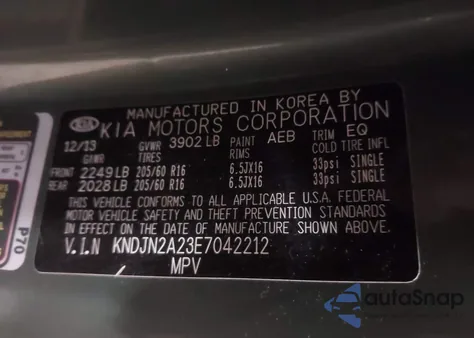 MANUFACTURED IN KOREA BY
KIA KIA MOTORS CORPORATION
12/13 GVWR 3902 LB PAINT AEB TRIM EQ
GAWR TIRES RIMS COLD TIRE INFL
FRONT 2249 LB 205/60 R16 6.5JX16 33psi SINGLE
REAR 2028 LB 205/60 R16 6.5JX16 33psi SINGLE
THIS VEHICLE CONFORMS TO ALL APPLICABLE U.S.A. FEDERAL
MOTOR VEHICLE SAFETY AND THEFT PREVENTION STANDARDS
IN EFFECT ON THE DATE OF MANUFACTURE SHOWN ABOVE.
V.I.N KNDJN2A23E7042212
MPV
P70
autoSnap